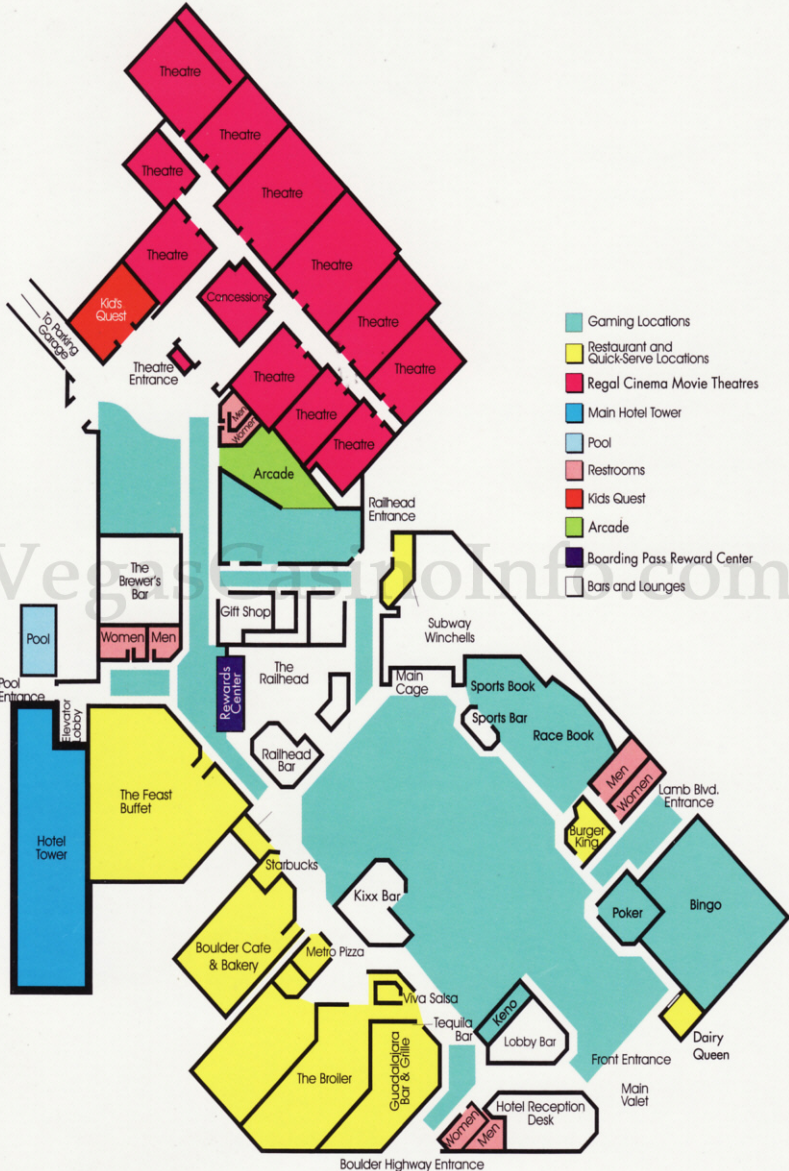 Theatre
Theatre
Theatre
Theatre
Theatre
Theatre
Kid's
Quest
Concessions
To Parking
Garage
Theatre
Entrance
Theatre
Theatre
Theatre
Theatre
Theatre
Men
Women
Arcade
Railhead
Entrance
Gaming Locations
Restaurant and
Quick-Serve Locations
Regal Cinema Movie Theatres
Main Hotel Tower
Pool
Restrooms
Kids Quest
Arcade
Boarding Pass Reward Center
Bars and Lounges
VegasCasinoInfo.com
The
Brewer's
Bar
Women
Men
Pool
Pool
Entrance
Elevator
Lobby
Gift Shop
The
Railhead
Rewards
Center
Railhead
Bar
Subway
Winchells
Main
Cage
Sports Book
Sports Bar
Race Book
Men
Women
Lamb Blvd.
Entrance
Burger
King
The Feast
Buffet
Hotel
Tower
Starbucks
Kixx Bar
Poker
Bingo
Boulder Cafe
& Bakery
Metro Pizza
Viva Salsa
Tequila
Bar
Keno
Lobby Bar
The Broiler
Guadalalara
Bar & Grille
Dairy
Queen
Front Entrance
Main
Valet
Women
Men
Hotel Reception
Desk
Boulder Highway Entrance